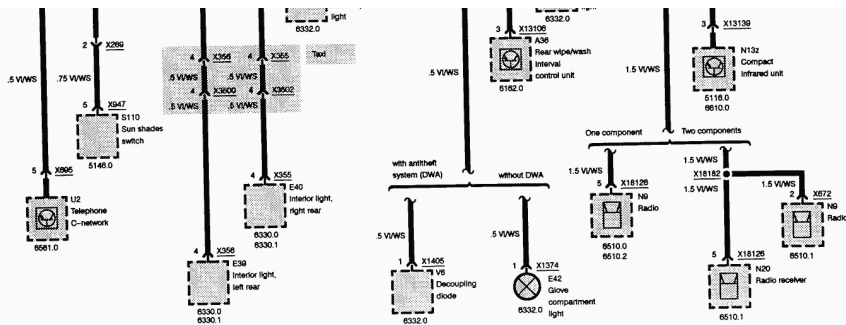 light
6332.0
2 X269
.5 VI/WS
.75 VI/WS
5 X947
S110
Sun shades
switch
5146.0
5 X695
U2
Telephone
C-network
6561.0
4 X356
4 X355
Taxi
.5 VI/WS
.5 VI/WS
4 X3500
4 X3502
.5 VI/WS
.5 VI/WS
4 X355
E40
Interior light,
right rear
6330.0
6330.1
4 X356
E39
Interior light,
left rear
6330.0
6330.1
6332.0
3 X13106
A36
Rear wipe/wash
interval
control unit
6162.0
.5 VI/WS
with antitheft
system (DWA)
without DWA
.5 VI/WS
.5 VI/WS
1 X1405
V6
Decoupling
diode
6332.0
1 X1374
E42
Glove
compartment
light
6332.0
3 X13139
N13z
Compact
infrared unit
5116.0
6610.0
1.5 VI/WS
One component
Two components
1.5 VI/WS
5 X18126
N9
Radio
6510.0
6510.2
1.5 VI/WS
X18182
1.5 VI/WS
1.5 VI/WS
2 X672
N9
Radio
6510.1
5 X18126
N20
Radio receiver
6510.1